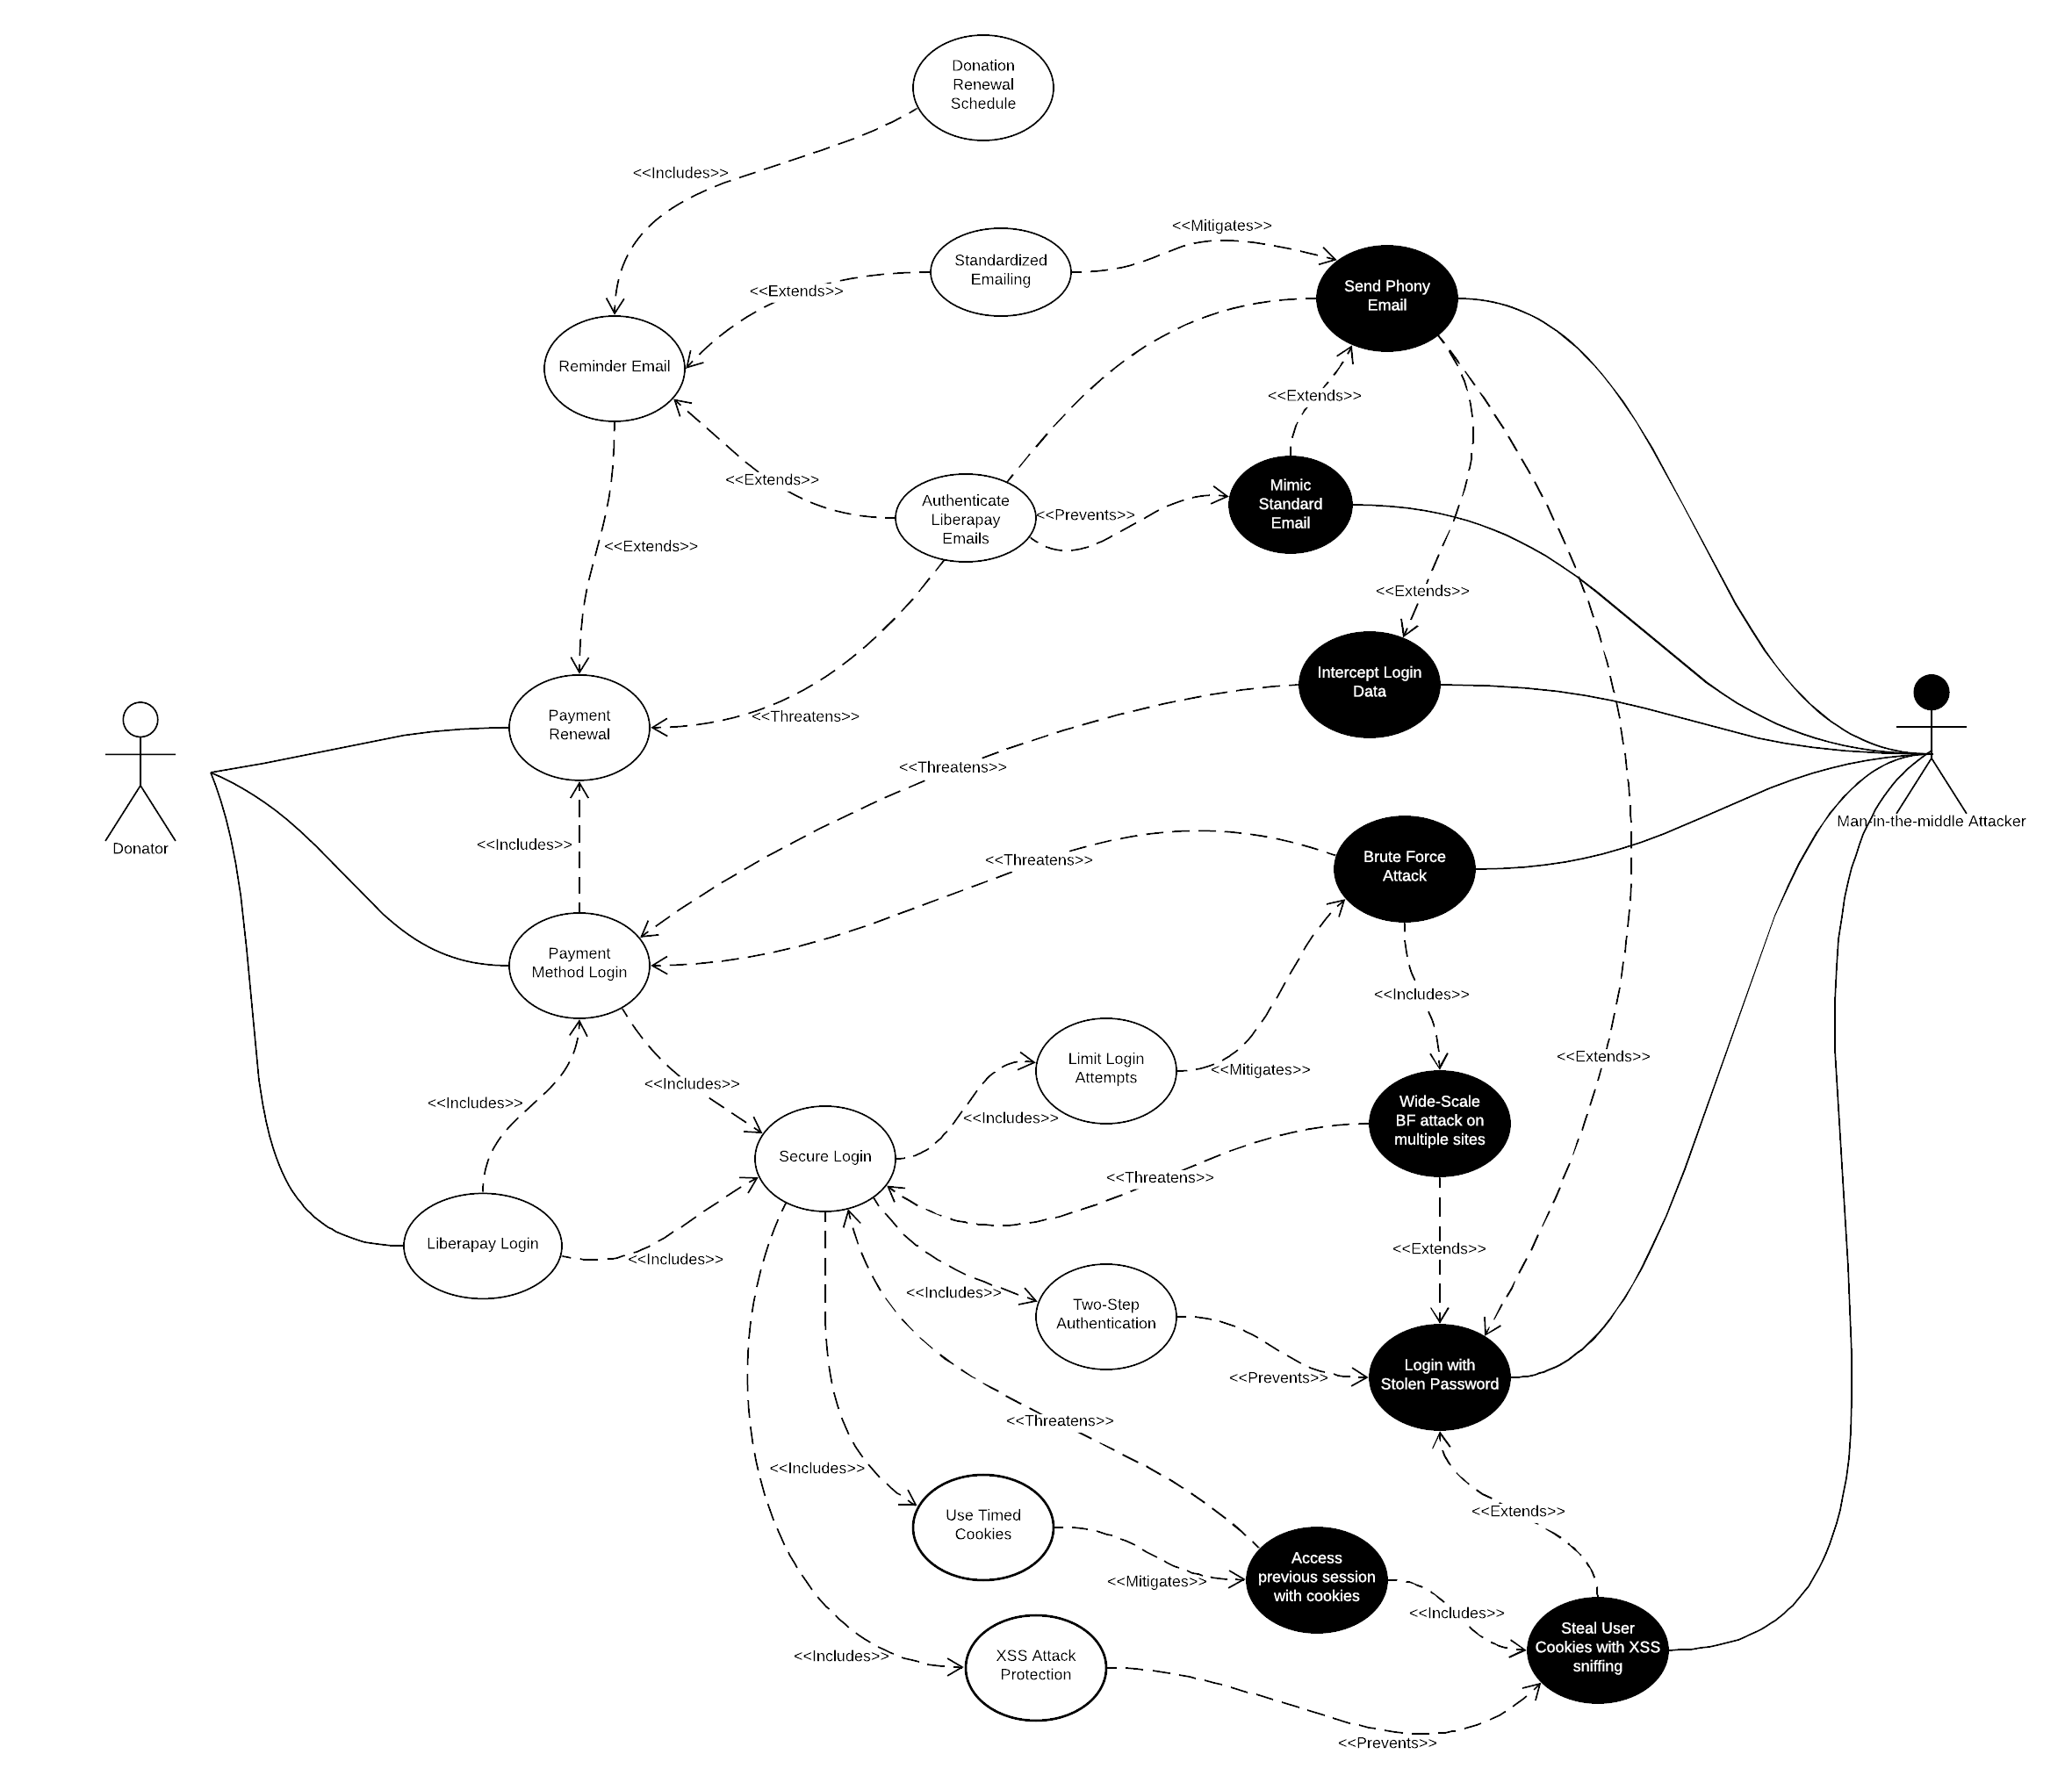 Donation
Renewal
Schedule
<<Includes>>
<<Mitigates>>
Standardized
Emailing
Send Phony
Email
<<Extends>>
Reminder Email
<<Extends>>
<<Extends>>
Mimic
Standard
Email
Authenticate
Liberapay
Emails
<<Prevents>>
<<Extends>>
<<Extends>>
Intercept Login
Data
Payment
Renewal
<<Threatens>>
<<Threatens>>
Man-in-the-middle Attacker
Donator
<<Includes>>
<<Threatens>>
Brute Force
Attack
Payment
Method Login
<<Includes>>
Limit Login
Attempts
<<Mitigates>>
<<Extends>>
<<Includes>>
<<Includes>>
<<Includes>>
Wide-Scale
BF attack on
multiple sites
Secure Login
<<Threatens>>
Liberapay Login
<<Includes>>
<<Extends>>
<<Includes>>
Two-Step
Authentication
<<Prevents>>
Login with
Stolen Password
<<Threatens>>
<<Includes>>
<<Extends>>
Use Timed
Cookies
<<Mitigates>>
Access
previous session
with cookies
<<Includes>>
Steal User
Cookies with XSS
sniffing
<<Includes>>
XSS Attack
Protection
<<Prevents>>